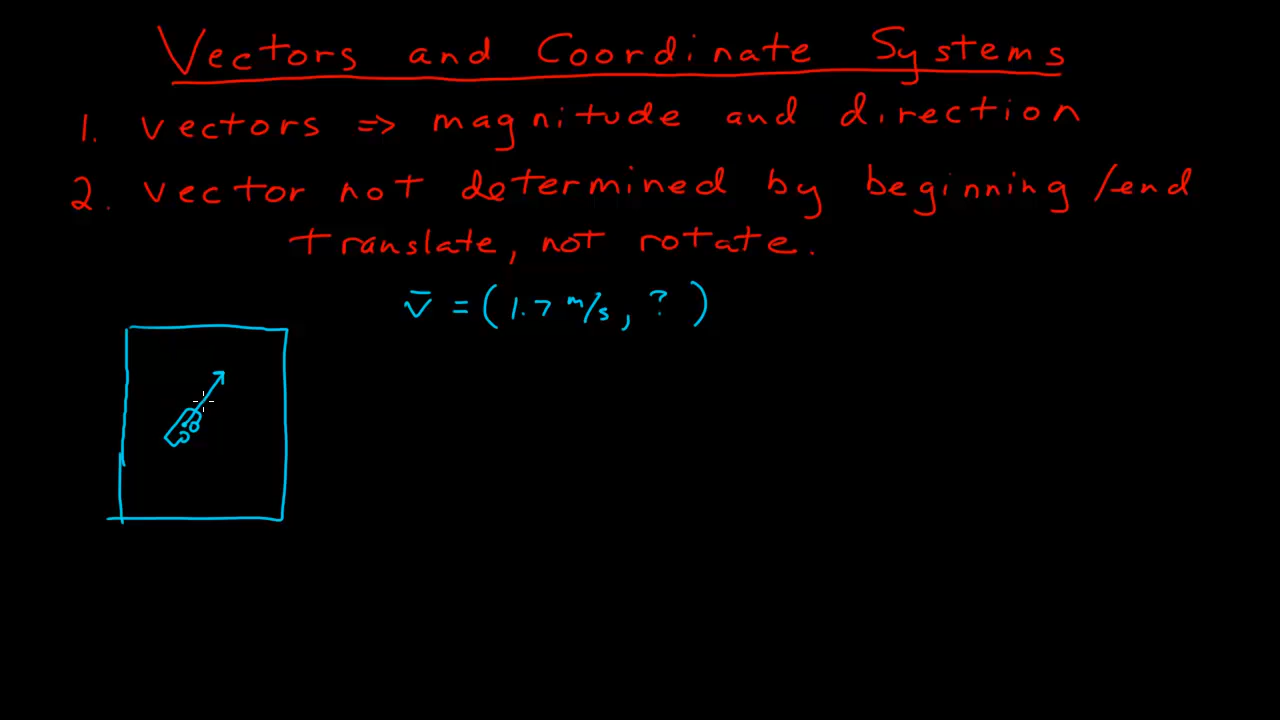 Vectors and Coordinate Systems
1. vectors ⇒ magnitude and direction
2. vector not determined by beginning/end
translate, not rotate.
v̅ = (1.7 m/s, ?)